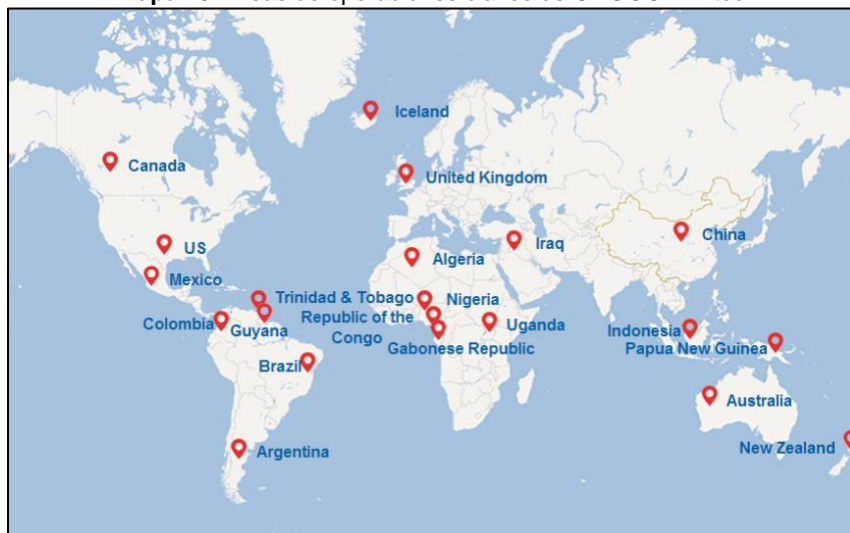 Iceland
Canada
United Kingdom
China
US
Iraq
Algeria
Mexico
Trinidad & Tobago
Nigeria
Republic of the
Congo
Colombia
Guyana
Uganda
Indonesia
Gabonese Republic
Papua New Guinea
Brazil
Australia
New Zealand
Argentina